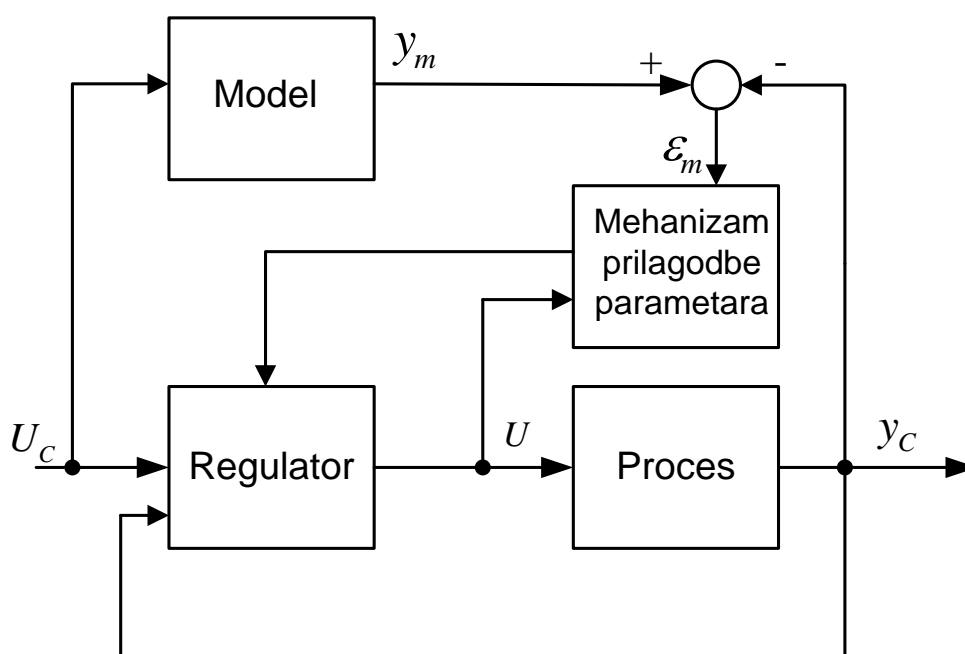 y_m
+ -
Model
ε_m
Mehanizam
prilagodbe
parametara
U_C
U
y_C
Regulator
Proces